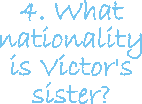 4. What
nationality
is Victor's
sister?